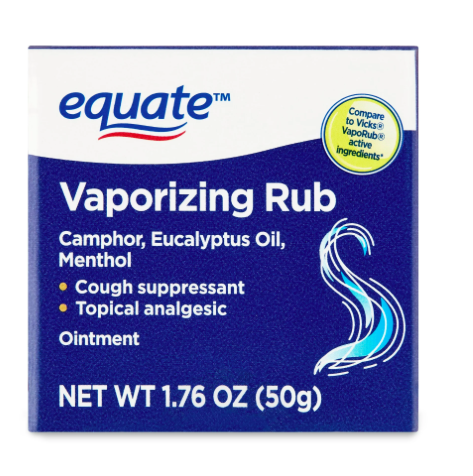 equate™
Compare
to Vicks®
VapoRub®
active
ingredients*
Vaporizing Rub
Camphor, Eucalyptus Oil,
Menthol
• Cough suppressant
• Topical analgesic
Ointment
NET WT 1.76 OZ (50g)